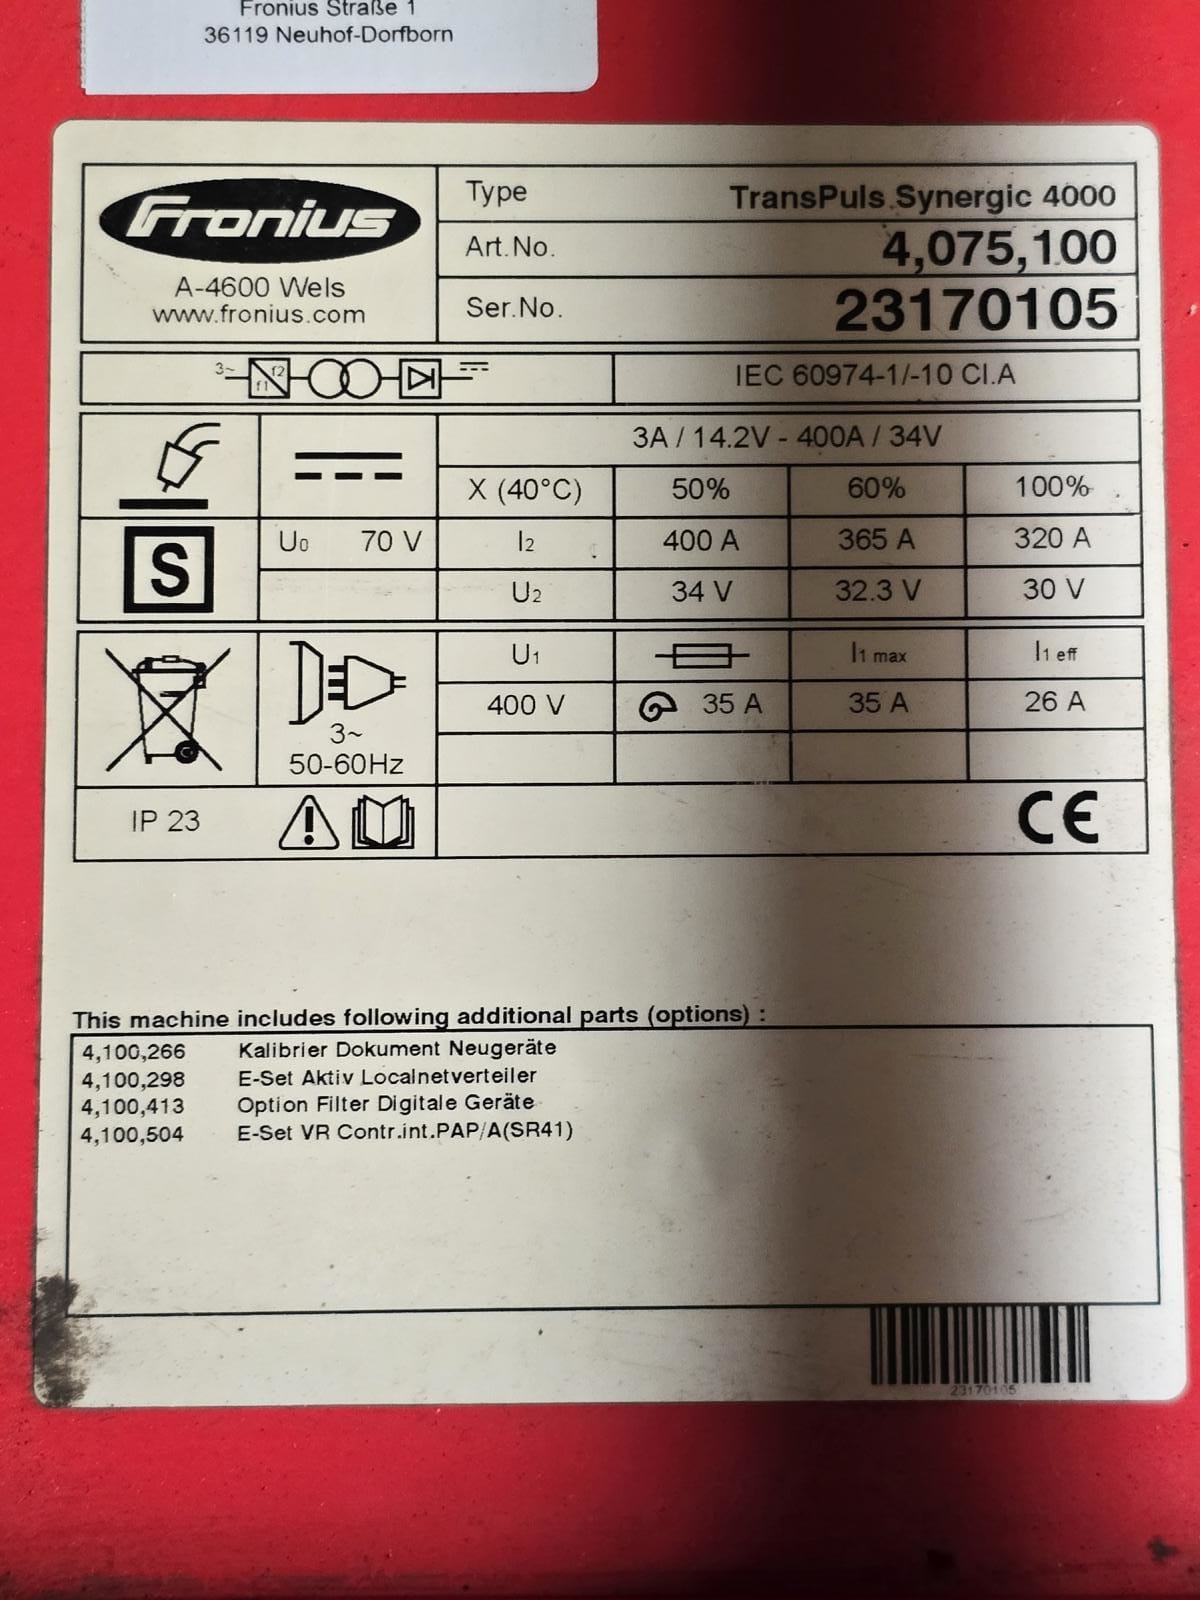 Fronius Straße 1
36119 Neuhof-Dorfborn
Fronius
A-4600 Wels
www.fronius.com
Type TransPuls Synergic 4000
Art.No. 4,075,100
Ser.No. 23170105
3~ f1 f2
IEC 60974-1/-10 Cl.A
3A / 14.2V - 400A / 34V
X (40°C) 50% 60% 100%
S
U0 70 V I2 400 A 365 A 320 A
U2 34 V 32.3 V 30 V
U1 I1 max I1 eff
400 V 35 A 35 A 26 A
3~
50-60Hz
IP 23
CE
This machine includes following additional parts (options) :
4,100,266 Kalibrier Dokument Neugeräte
4,100,298 E-Set Aktiv Localnetverteiler
4,100,413 Option Filter Digitale Geräte
4,100,504 E-Set VR Contr.int.PAP/A(SR41)
23170105